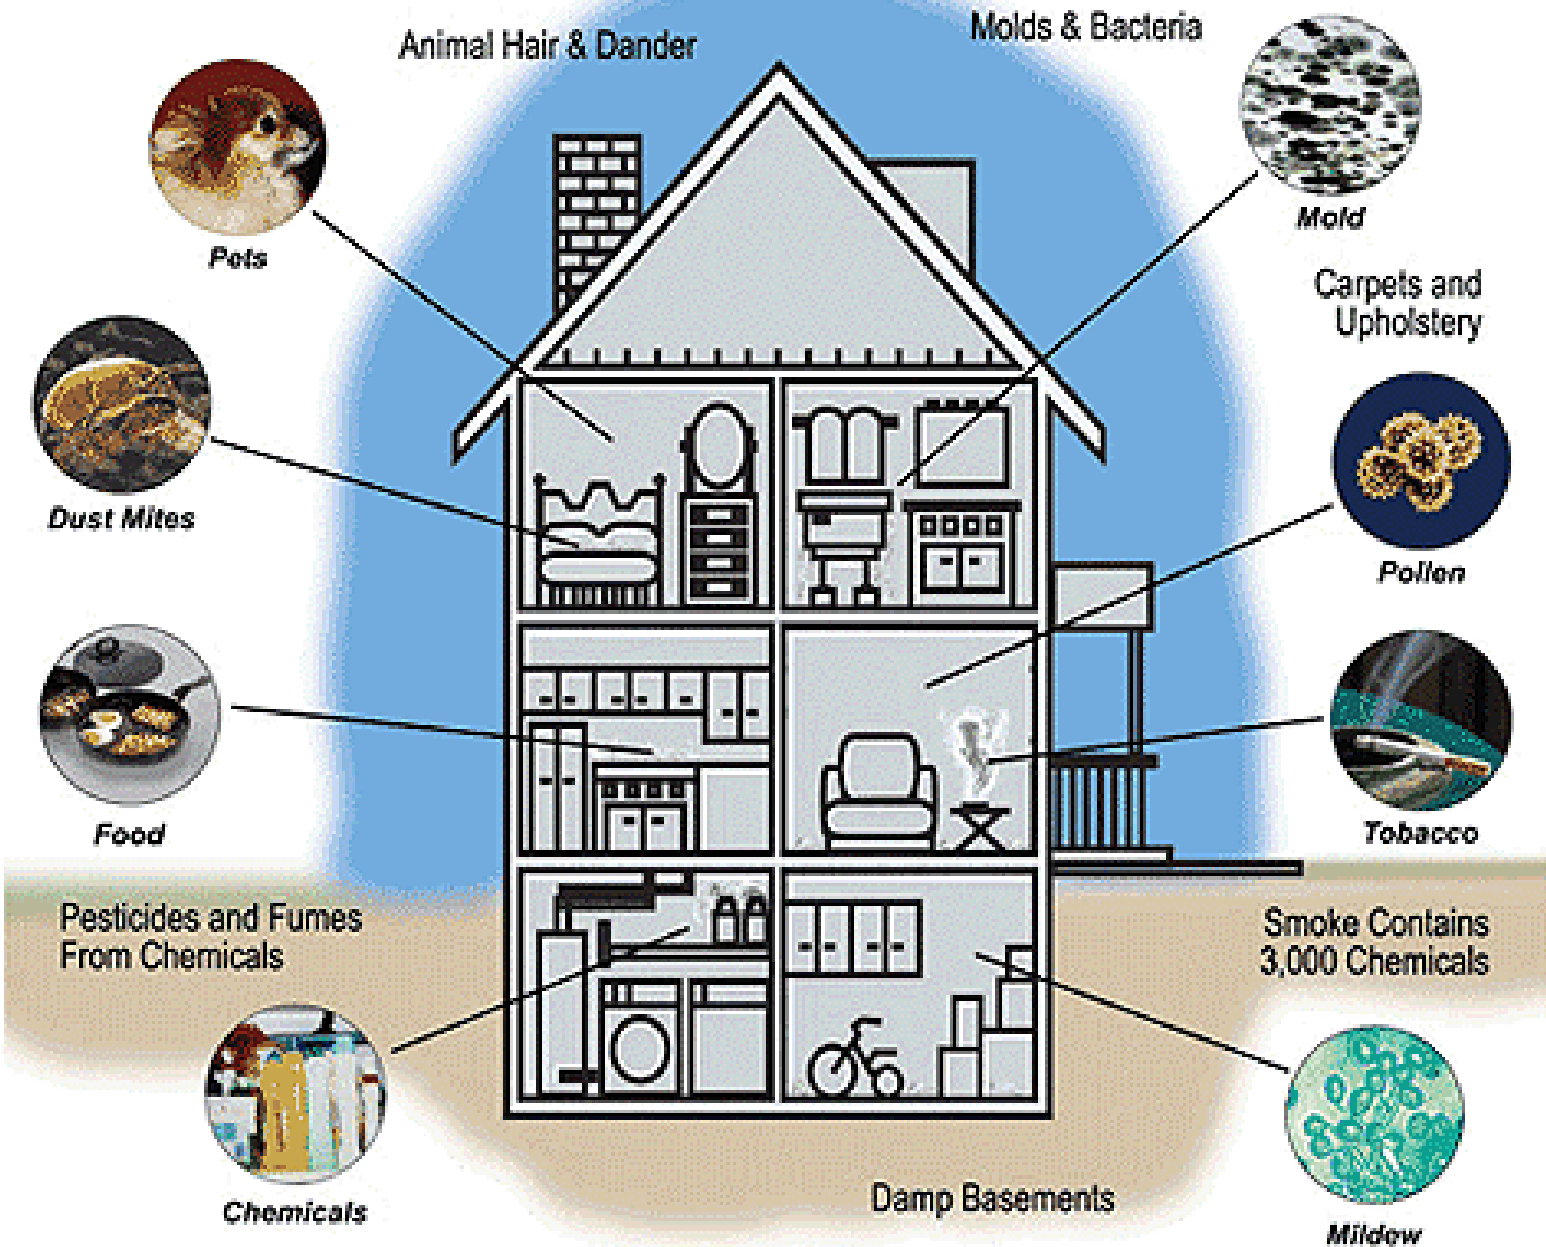 Animal Hair & Dander
Molds & Bacteria
Pets
Mold
Carpets and
Upholstery
Dust Mites
Pollen
Food
Tobacco
Pesticides and Fumes
From Chemicals
Smoke Contains
3,000 Chemicals
Chemicals
Damp Basements
Mildew